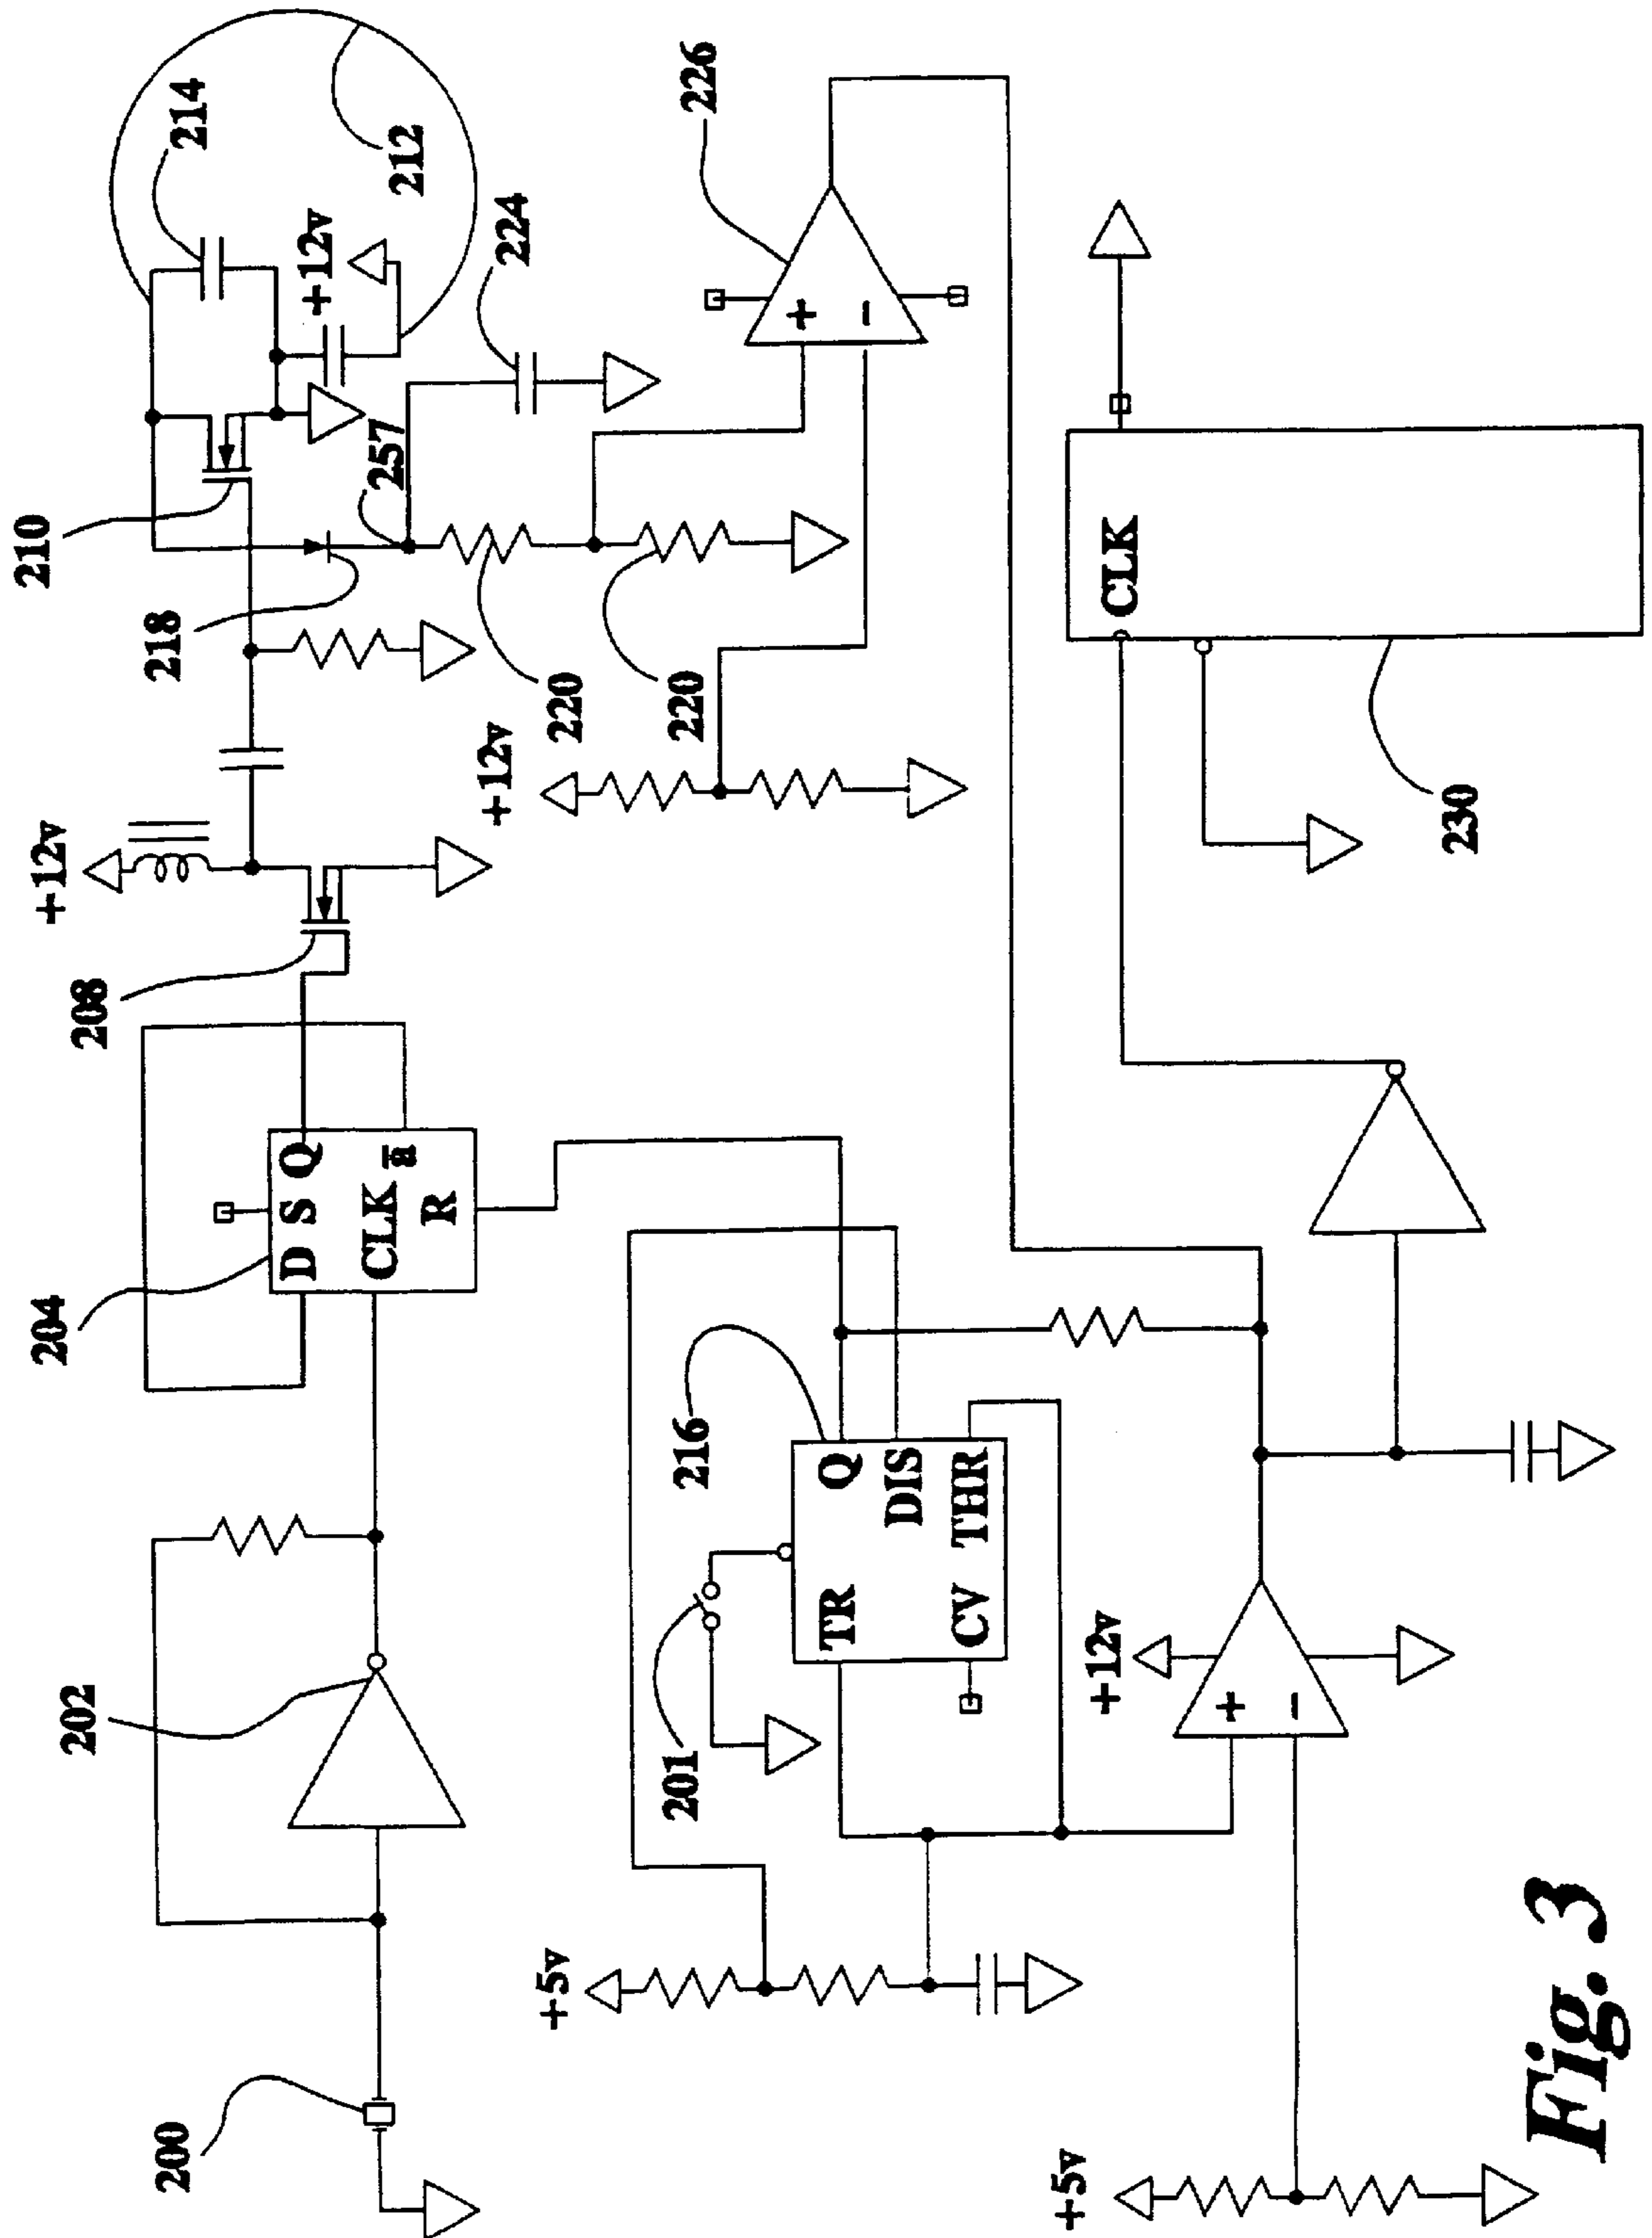 214
212
+12v
224
226
210
257
218
220
220
+12v
+12v
208
CLK
230
204
D S Q
CLK a̅
R
216
Q
DIS
TR
CV THR
201
202
+12v
+
-
+
-
+5v
200
+5v
Fig. 3